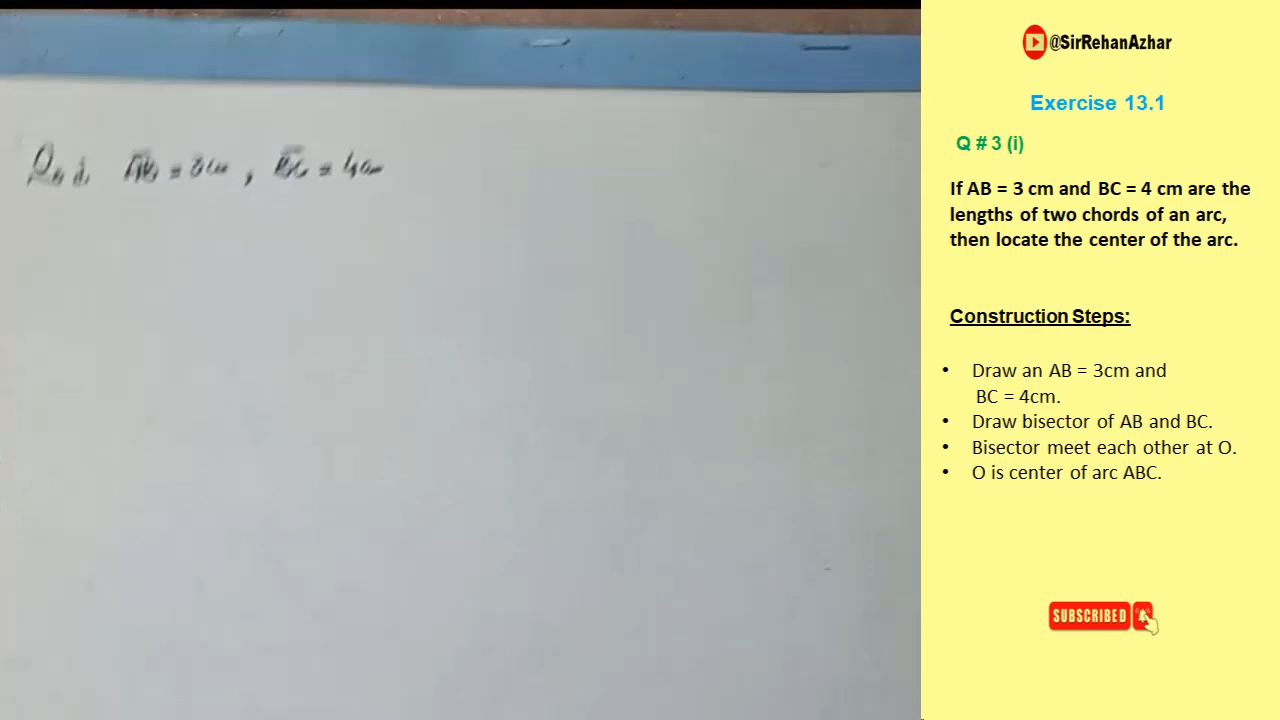 AB = 3cm , BC = 4cm
@SirRehanAzhar
Exercise 13.1
Q # 3 (i)
If AB = 3 cm and BC = 4 cm are the
lengths of two chords of an arc,
then locate the center of the arc.
Construction Steps:
• Draw an AB = 3cm and
BC = 4cm.
• Draw bisector of AB and BC.
• Bisector meet each other at O.
• O is center of arc ABC.
SUBSCRIBED